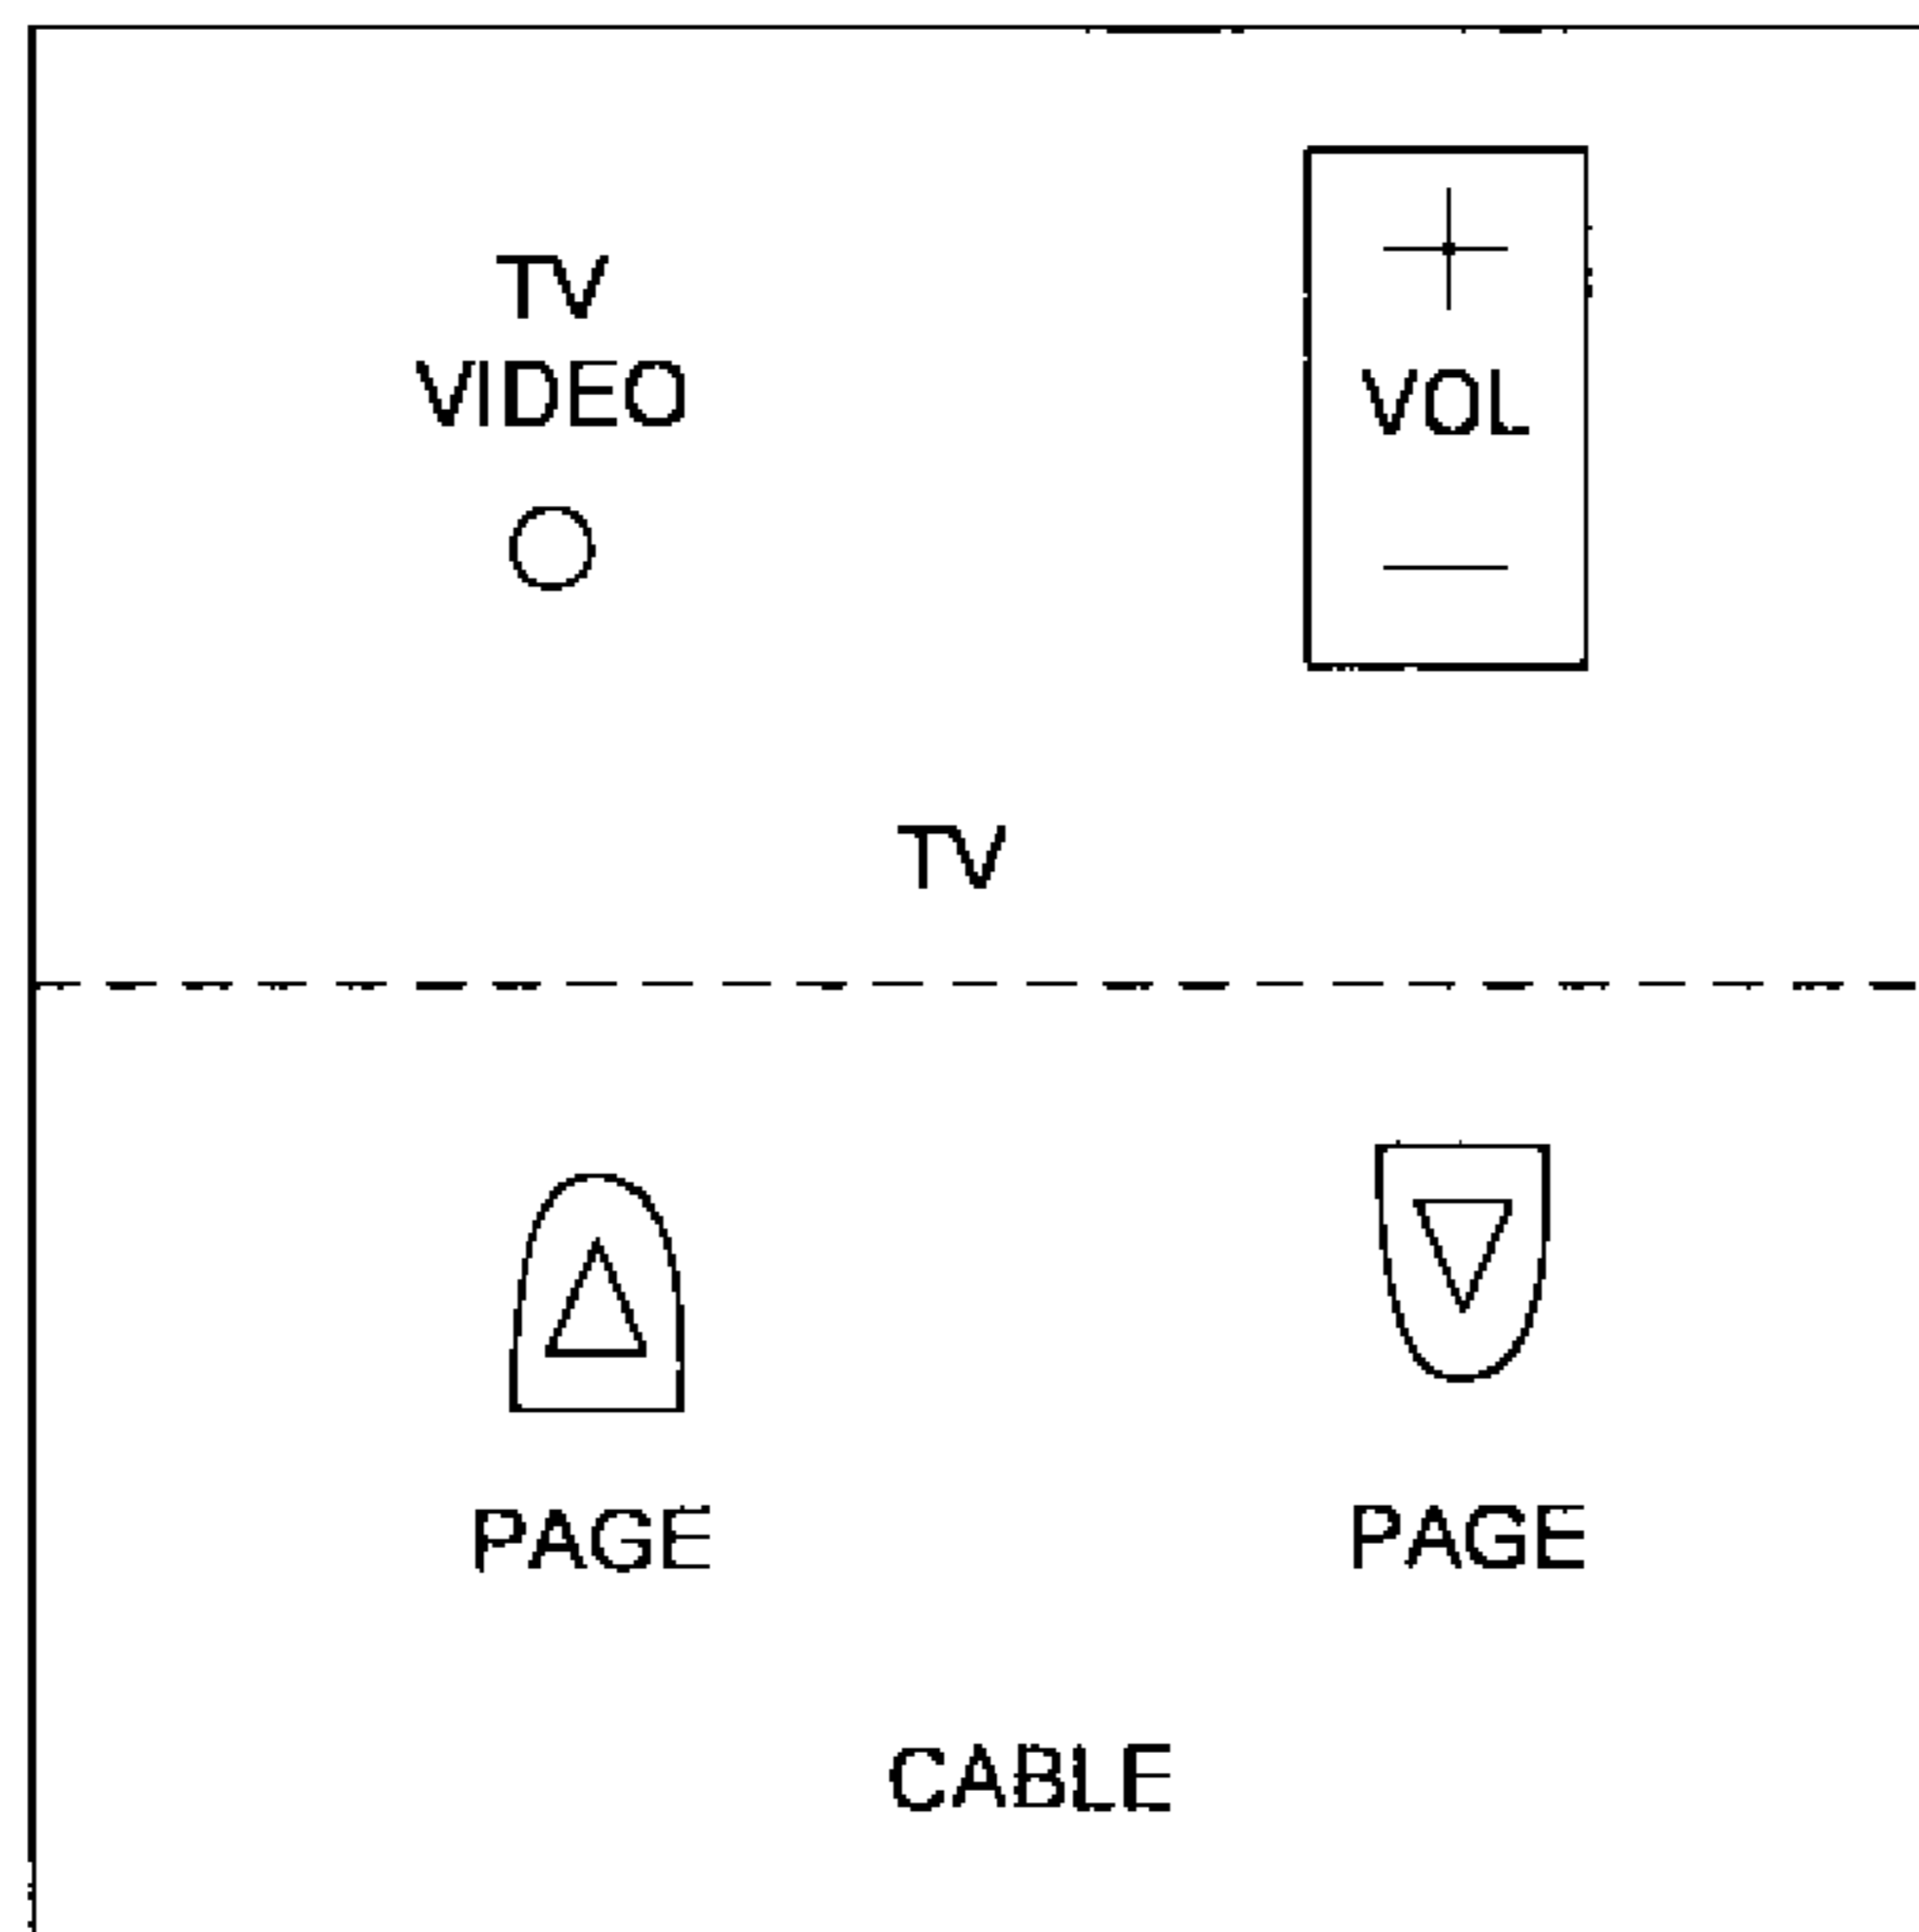 TV
VIDEO
+
VOL
—
TV
PAGE
PAGE
CABLE